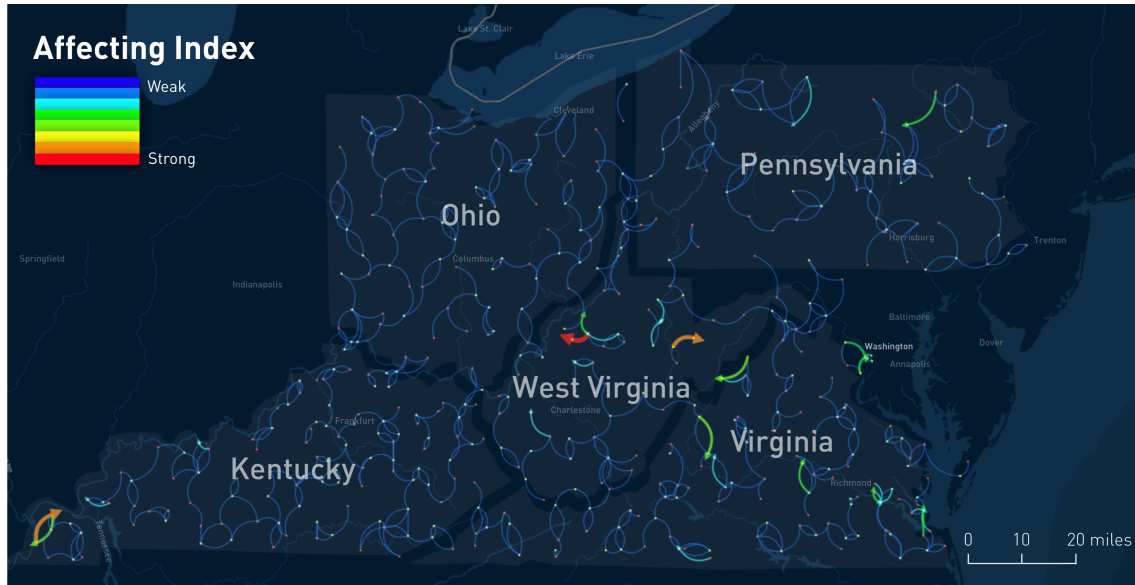 Affecting Index
Weak
Strong
Lake St. Clair
Lake Erie
Cleveland
Allegheny
Pennsylvania
Ohio
Harrisburg
Trenton
Springfield
Columbus
Indianapolis
Baltimore
Washington
Dover
Annapolis
West Virginia
Charlestone
Frankfurt
Virginia
Kentucky
Richmond
Tennessee
0 10 20 miles